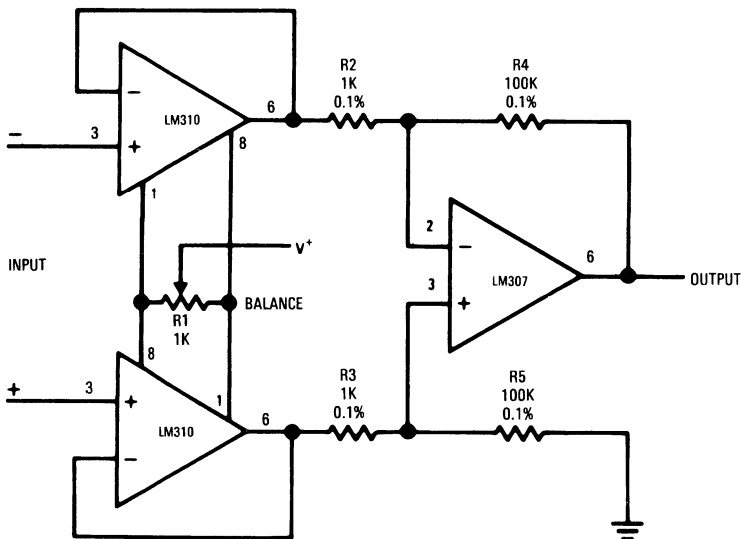 R2
1K
0.1%
R4
100K
0.1%
−
LM310
6
−
3
+
8
1
2
−
V+
6
INPUT
LM307
OUTPUT
3
+
BALANCE
R1
1K
8
R3
1K
0.1%
R5
100K
0.1%
+
3
+
1
6
LM310
−